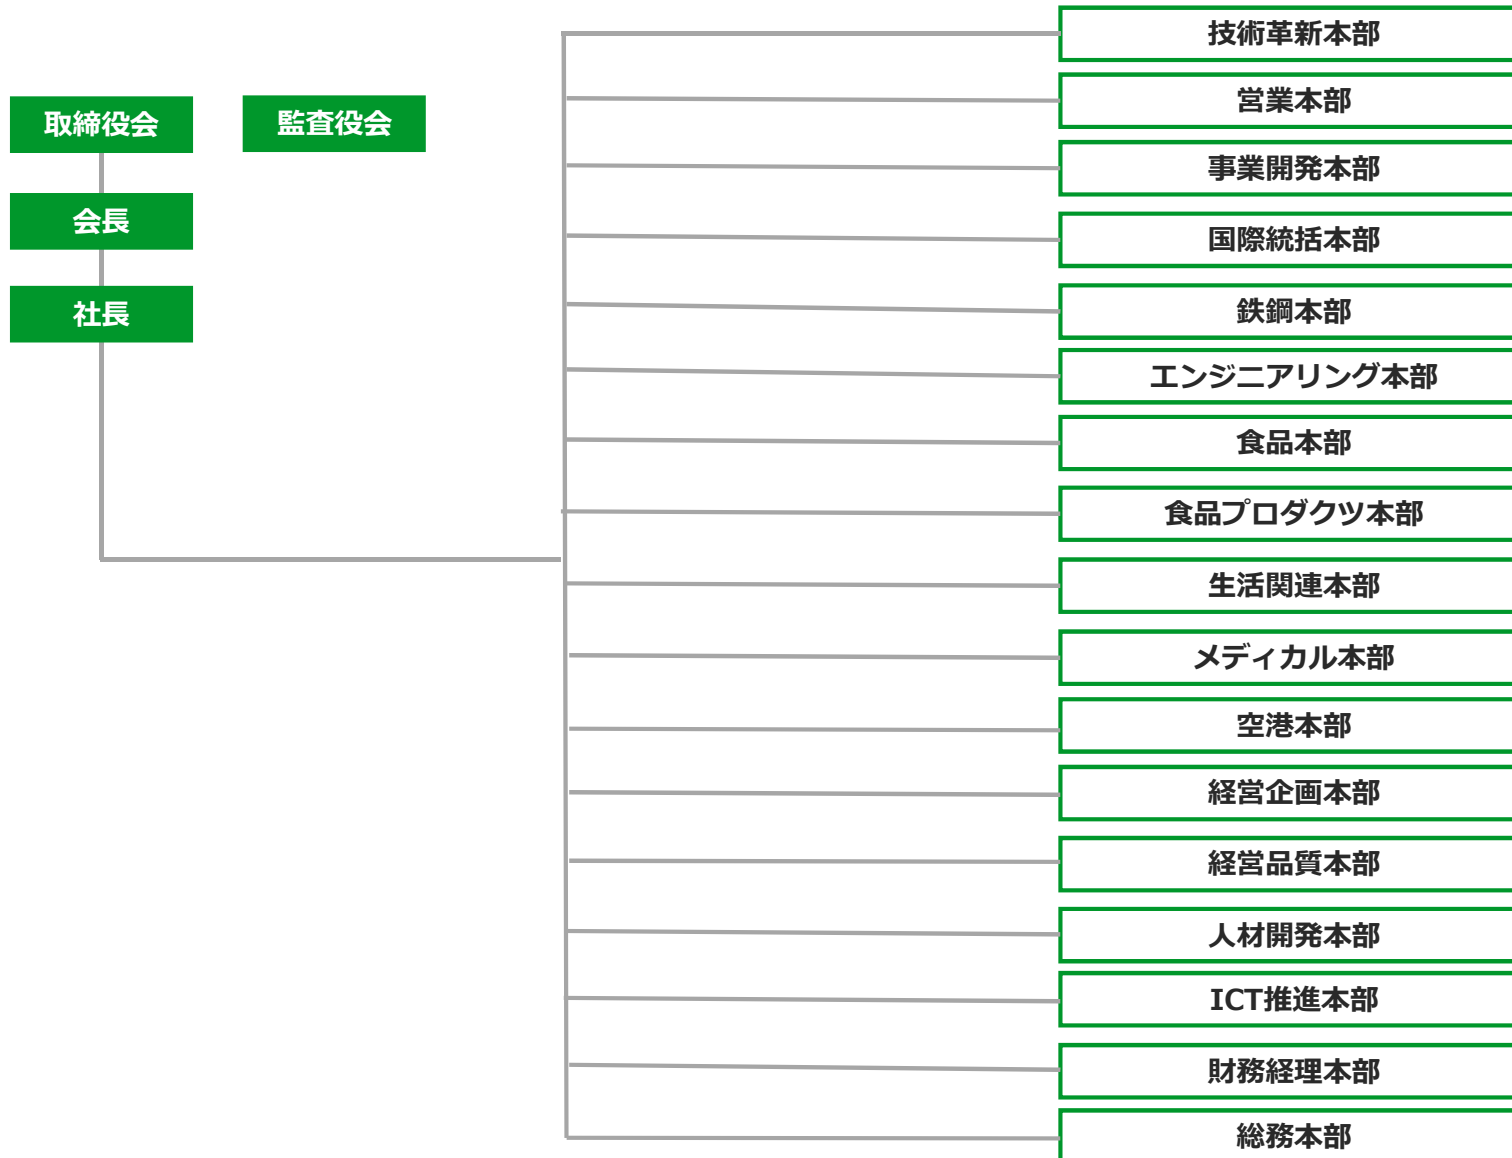 取締役会
監査役会
会長
社長
技術革新本部
営業本部
事業開発本部
国際統括本部
鉄鋼本部
エンジニアリング本部
食品本部
食品プロダクツ本部
生活関連本部
メディカル本部
空港本部
経営企画本部
経営品質本部
人材開発本部
ICT推進本部
財務経理本部
総務本部